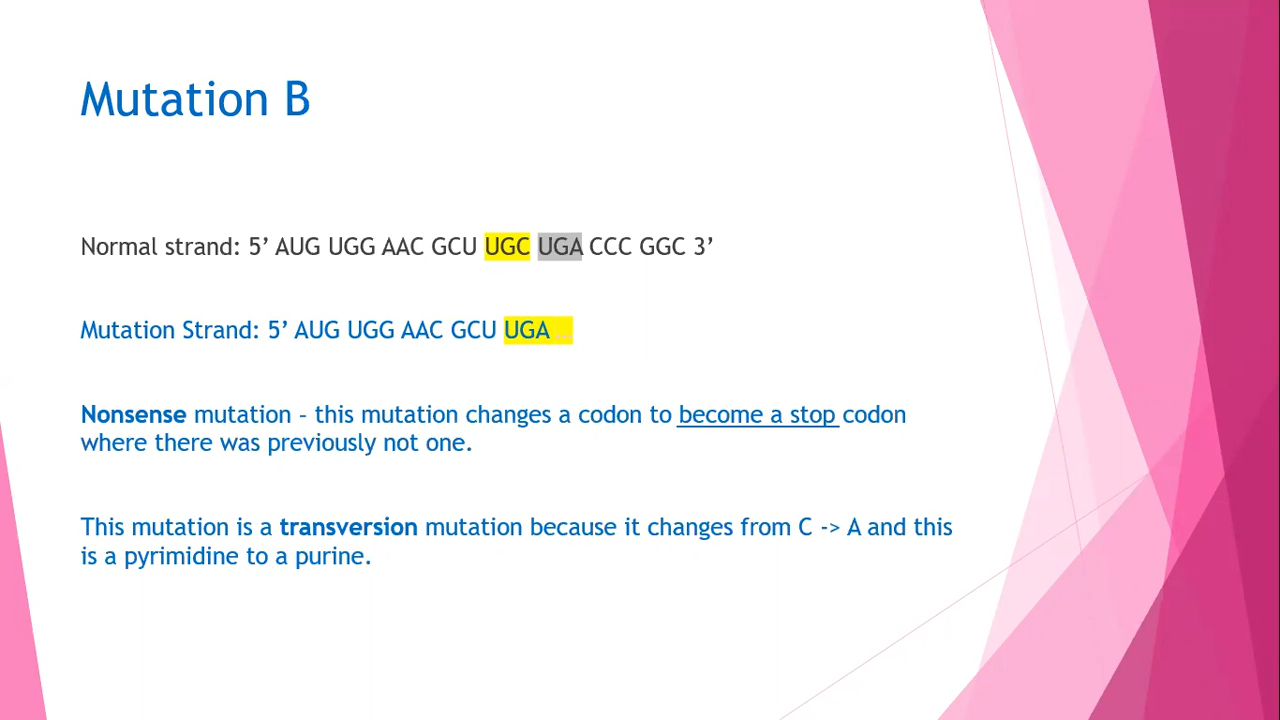 Mutation B
Normal strand: 5’ AUG UGG AAC GCU UGC UGA CCC GGC 3’
Mutation Strand: 5’ AUG UGG AAC GCU UGA …
Nonsense mutation – this mutation changes a codon to become a stop codon
where there was previously not one.
This mutation is a transversion mutation because it changes from C -> A and this
is a pyrimidine to a purine.